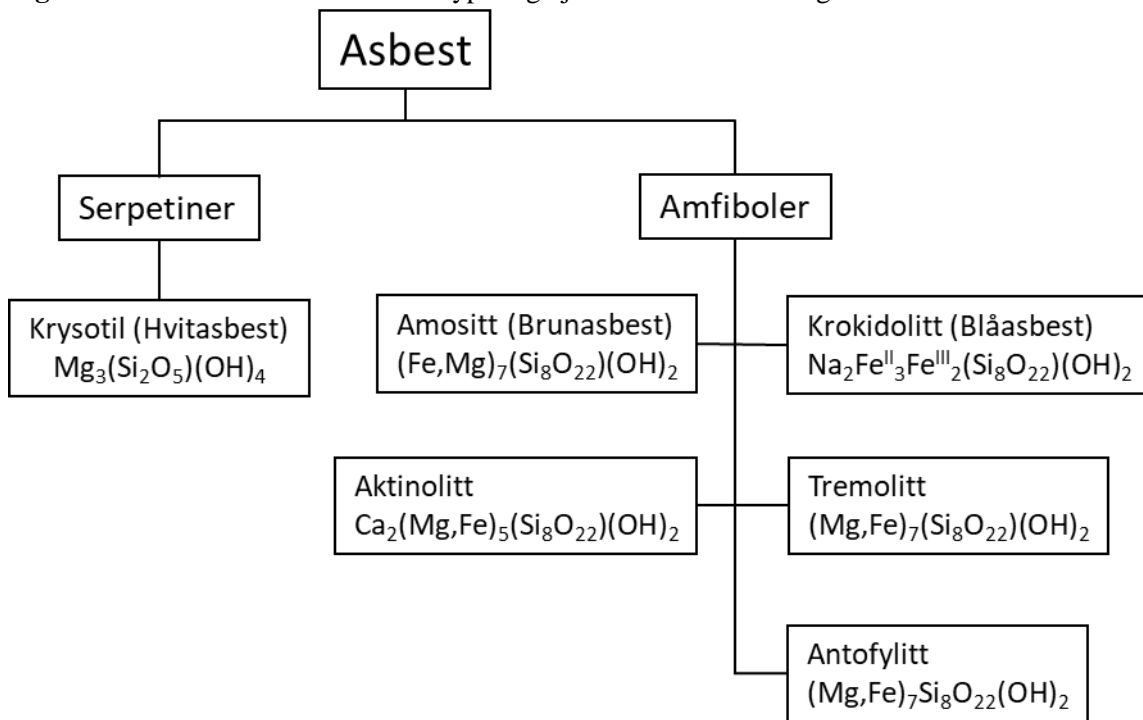 Asbest
Serpetiner
Amfiboler
Krysotil (Hvitasbest)
Mg₃(Si₂O₅)(OH)₄
Amositt (Brunasbest)
(Fe,Mg)₇(Si₈O₂₂)(OH)₂
Krokidolitt (Blåasbest)
Na₂Feᴵᴵ₃Feᴵᴵᴵ₂(Si₈O₂₂)(OH)₂
Aktinolitt
Ca₂(Mg,Fe)₅(Si₈O₂₂)(OH)₂
Tremolitt
(Mg,Fe)₇(Si₈O₂₂)(OH)₂
Antofylitt
(Mg,Fe)₇Si₈O₂₂(OH)₂